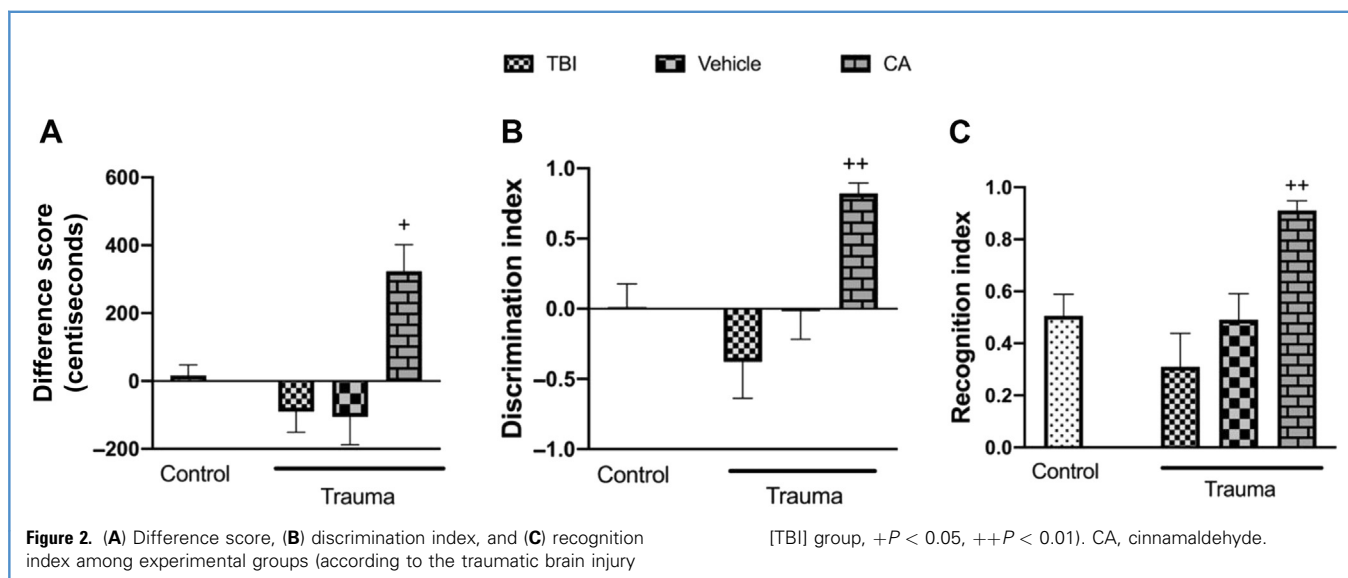 TBI Vehicle CA
A
Difference score
(centiseconds)
600
400
200
0
–200
+
Control
Trauma
B
Discrimination index
1.0
0.5
0.0
–0.5
–1.0
++
Control
Trauma
C
Recognition index
1.0
0.8
0.6
0.4
0.2
0.0
++
Control
Trauma
Figure 2. (A) Difference score, (B) discrimination index, and (C) recognition
index among experimental groups (according to the traumatic brain injury
[TBI] group, +P < 0.05, ++P < 0.01). CA, cinnamaldehyde.